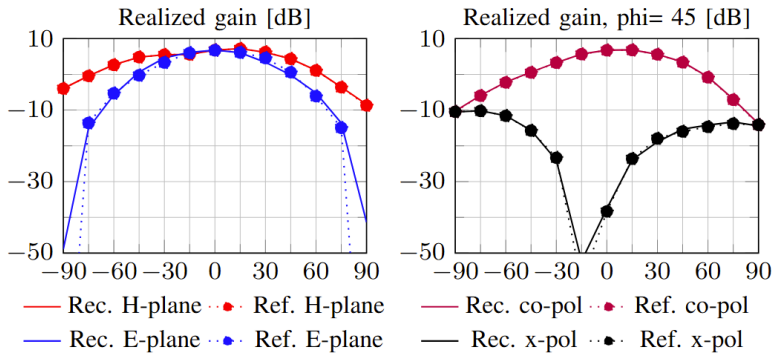 Realized gain [dB]
10
−10
−30
−50
−90 −60 −30 0 30 60 90
Rec. H-plane Ref. H-plane
Rec. E-plane Ref. E-plane
Realized gain, phi= 45 [dB]
10
−10
−30
−50
−90 −60 −30 0 30 60 90
Rec. co-pol Ref. co-pol
Rec. x-pol Ref. x-pol